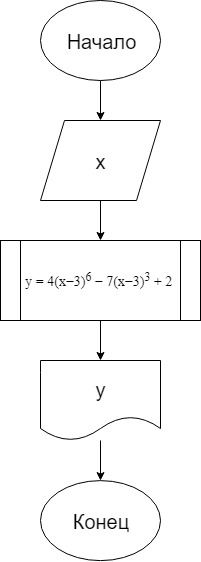 Начало
x
y = 4(x−3)⁶ − 7(x−3)³ + 2
y
Конец